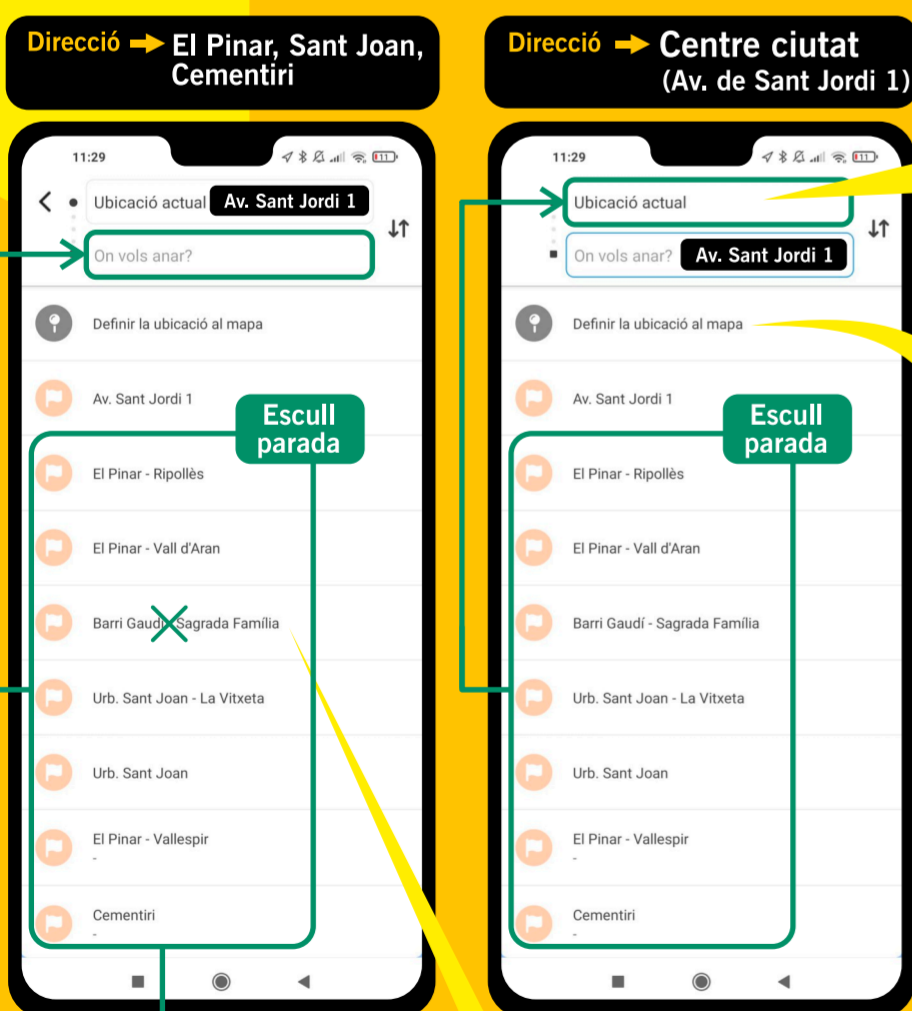 Direcció El Pinar, Sant Joan,
Cementiri
11:29
11
Ubicació actual Av. Sant Jordi 1
On vols anar?
Definir la ubicació al mapa
Av. Sant Jordi 1
Escull
parada
El Pinar - Ripollès
El Pinar - Vall d'Aran
Barri Gaudí - Sagrada Família
Urb. Sant Joan - La Vitxeta
Urb. Sant Joan
El Pinar - Vallespir
-
Cementiri
-
Direcció Centre ciutat
(Av. de Sant Jordi 1)
11:29
11
Ubicació actual
On vols anar? Av. Sant Jordi 1
Definir la ubicació al mapa
Av. Sant Jordi 1
Escull
parada
El Pinar - Ripollès
El Pinar - Vall d'Aran
Barri Gaudí - Sagrada Família
Urb. Sant Joan - La Vitxeta
Urb. Sant Joan
El Pinar - Vallespir
-
Cementiri
-